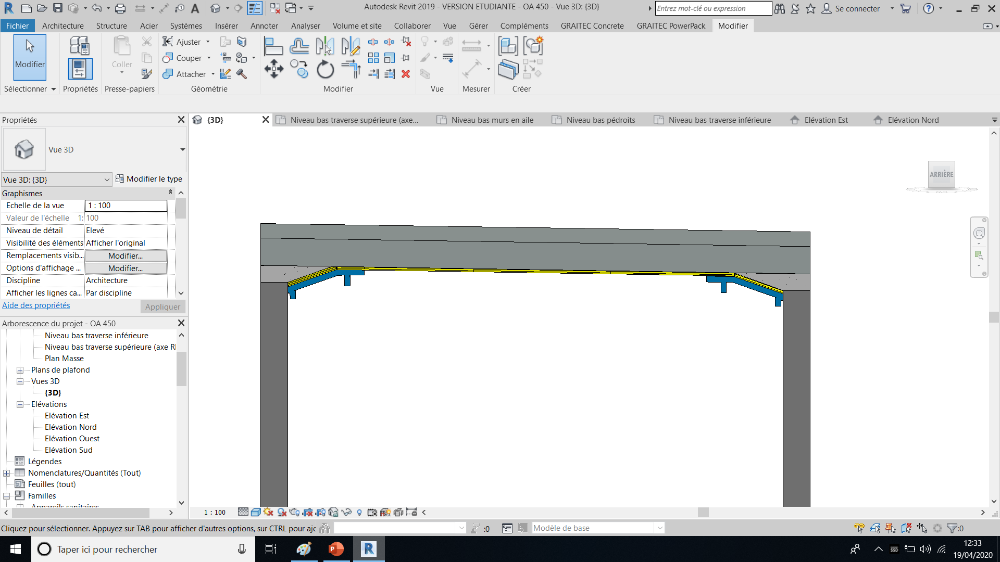 Autodesk Revit 2019 - VERSION ETUDIANTE - OA 450 - Vue 3D: {3D}
Entrez mot-clé ou expression
Se connecter
Fichier
Architecture
Structure
Acier
Systèmes
Insérer
Annoter
Analyser
Volume et site
Collaborer
Vue
Gérer
Compléments
GRAITEC Concrete
GRAITEC PowerPack
Modifier
Modifier
Coller
Ajuster
Couper
Attacher
Sélectionner
Propriétés
Presse-papiers
Géométrie
Modifier
Vue
Mesurer
Créer
Propriétés
{3D}
Niveau bas traverse supérieure (axe...
Niveau bas murs en aile
Niveau bas pédroits
Niveau bas traverse inférieure
Elévation Est
Elévation Nord
Vue 3D
Vue 3D: {3D}
Modifier le type
Graphismes
Echelle de la vue 1 : 100
Valeur de l'échelle 1: 100
Niveau de détail Elevé
Visibilité des éléments Afficher l'original
Remplacements visib... Modifier...
Options d'affichage ... Modifier...
Discipline Architecture
Afficher les lignes ca... Par discipline
Aide des propriétés
Appliquer
ARRIÈRE
Arborescence du projet - OA 450
Niveau bas traverse inférieure
Niveau bas traverse supérieure (axe R
Plan Masse
Plans de plafond
Vues 3D
{3D}
Elévations
Elévation Est
Elévation Nord
Elévation Ouest
Elévation Sud
Légendes
Nomenclatures/Quantités (Tout)
Feuilles (tout)
Familles
Appareils sanitaires
1 : 100
Cliquez pour sélectionner. Appuyez sur TAB pour afficher d'autres options, sur CTRL pour ajo
:0
Modèle de base
:0
Taper ici pour rechercher
SSD
12:33
19/04/2020